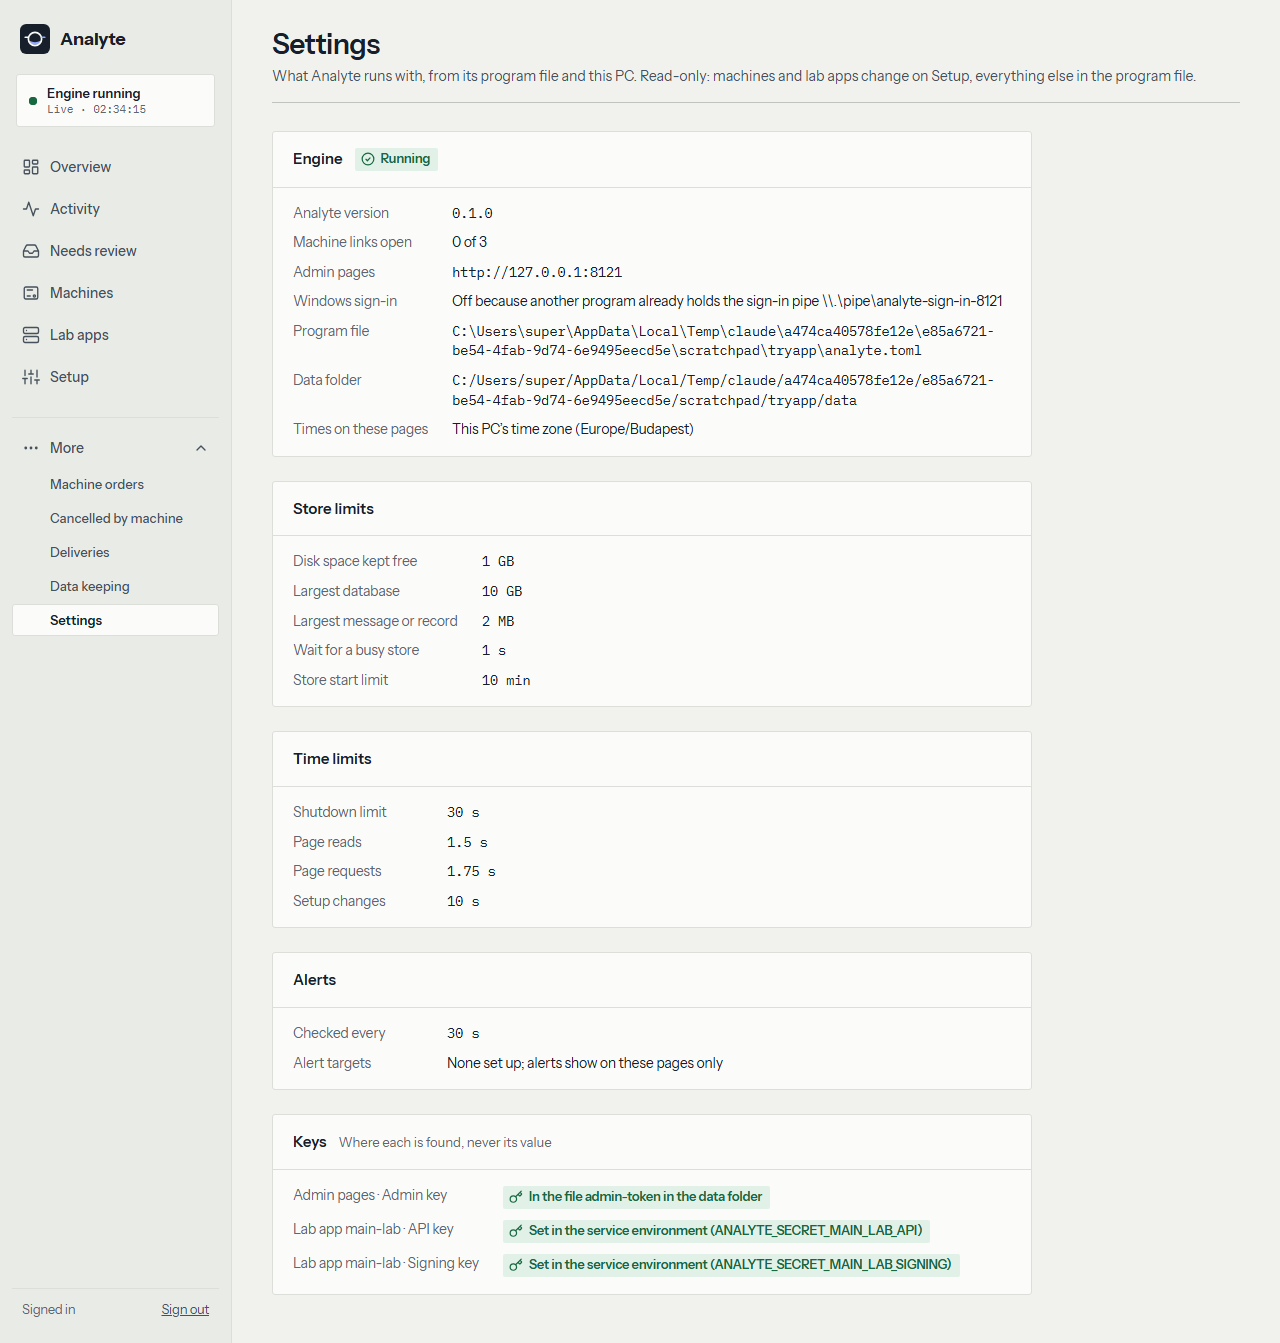 Analyte
Engine running
Live · 02:34:15
Overview
Activity
Needs review
Machines
Lab apps
Setup
More
Machine orders
Cancelled by machine
Deliveries
Data keeping
Settings
Signed in
Sign out
Settings
What Analyte runs with, from its program file and this PC. Read-only: machines and lab apps change on Setup, everything else in the program file.
Engine Running
Analyte version 0.1.0
Machine links open 0 of 3
Admin pages http://127.0.0.1:8121
Windows sign-in Off because another program already holds the sign-in pipe \\.\pipe\analyte-sign-in-8121
Program file C:\Users\super\AppData\Local\Temp\claude\a474ca40578fe12e\e85a6721-
be54-4fab-9d74-6e9495eecd5e\scratchpad\tryapp\analyte.toml
Data folder C:/Users/super/AppData/Local/Temp/claude/a474ca40578fe12e/e85a6721-
be54-4fab-9d74-6e9495eecd5e/scratchpad/tryapp/data
Times on these pages This PC's time zone (Europe/Budapest)
Store limits
Disk space kept free 1 GB
Largest database 10 GB
Largest message or record 2 MB
Wait for a busy store 1 s
Store start limit 10 min
Time limits
Shutdown limit 30 s
Page reads 1.5 s
Page requests 1.75 s
Setup changes 10 s
Alerts
Checked every 30 s
Alert targets None set up; alerts show on these pages only
Keys Where each is found, never its value
Admin pages · Admin key In the file admin-token in the data folder
Lab app main-lab · API key Set in the service environment (ANALYTE_SECRET_MAIN_LAB_API)
Lab app main-lab · Signing key Set in the service environment (ANALYTE_SECRET_MAIN_LAB_SIGNING)